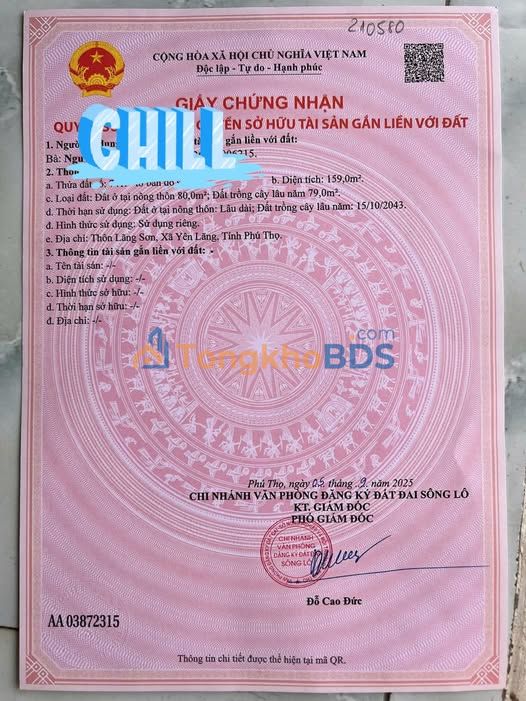 210580
CỘNG HÒA XÃ HỘI CHỦ NGHĨA VIỆT NAM
Độc lập - Tự do - Hạnh phúc
GIẤY CHỨNG NHẬN
QUY SỞ HỮU TÀI SẢN GẮN LIỀN VỚI ĐẤT
CHILL
1. Ngườ gắn liền với đất:
Bà: Ngu
2. Thôn
a. Thửa đất b. Diện tích: 159,0m².
c. Loại đất: Đất ở tại nông thôn 80,0m²; Đất trồng cây lâu năm 79,0m².
d. Thời hạn sử dụng: Đất ở tại nông thôn: Lâu dài; Đất trồng cây lâu năm: 15/10/2043.
đ. Hình thức sử dụng: Sử dụng riêng.
e. Địa chỉ: Thôn Lãng Sơn, Xã Yên Lãng, Tỉnh Phú Thọ.
3. Thông tin tài sản gắn liền với đất: -
a. Tên tài sản: -/-
b. Diện tích sử dụng: -/-
c. Hình thức sở hữu: -/-
d. Thời hạn sở hữu: -/-
đ. Địa chỉ: -/-
TongkhoBDS.com
Phú Thọ, ngày tháng 9. năm 2025
CHI NHÁNH VĂN PHÒNG ĐĂNG KÝ ĐẤT ĐAI SÔNG LÔ
KT. GIÁM ĐỐC
PHÓ GIÁM ĐỐC
CHI NHÁNH
VĂN PHÒNG
ĐĂNG KÝ ĐẤT
SÔNG LÔ
Đỗ Cao Đức
AA 03872315
Thông tin chi tiết được thể hiện tại mã QR.